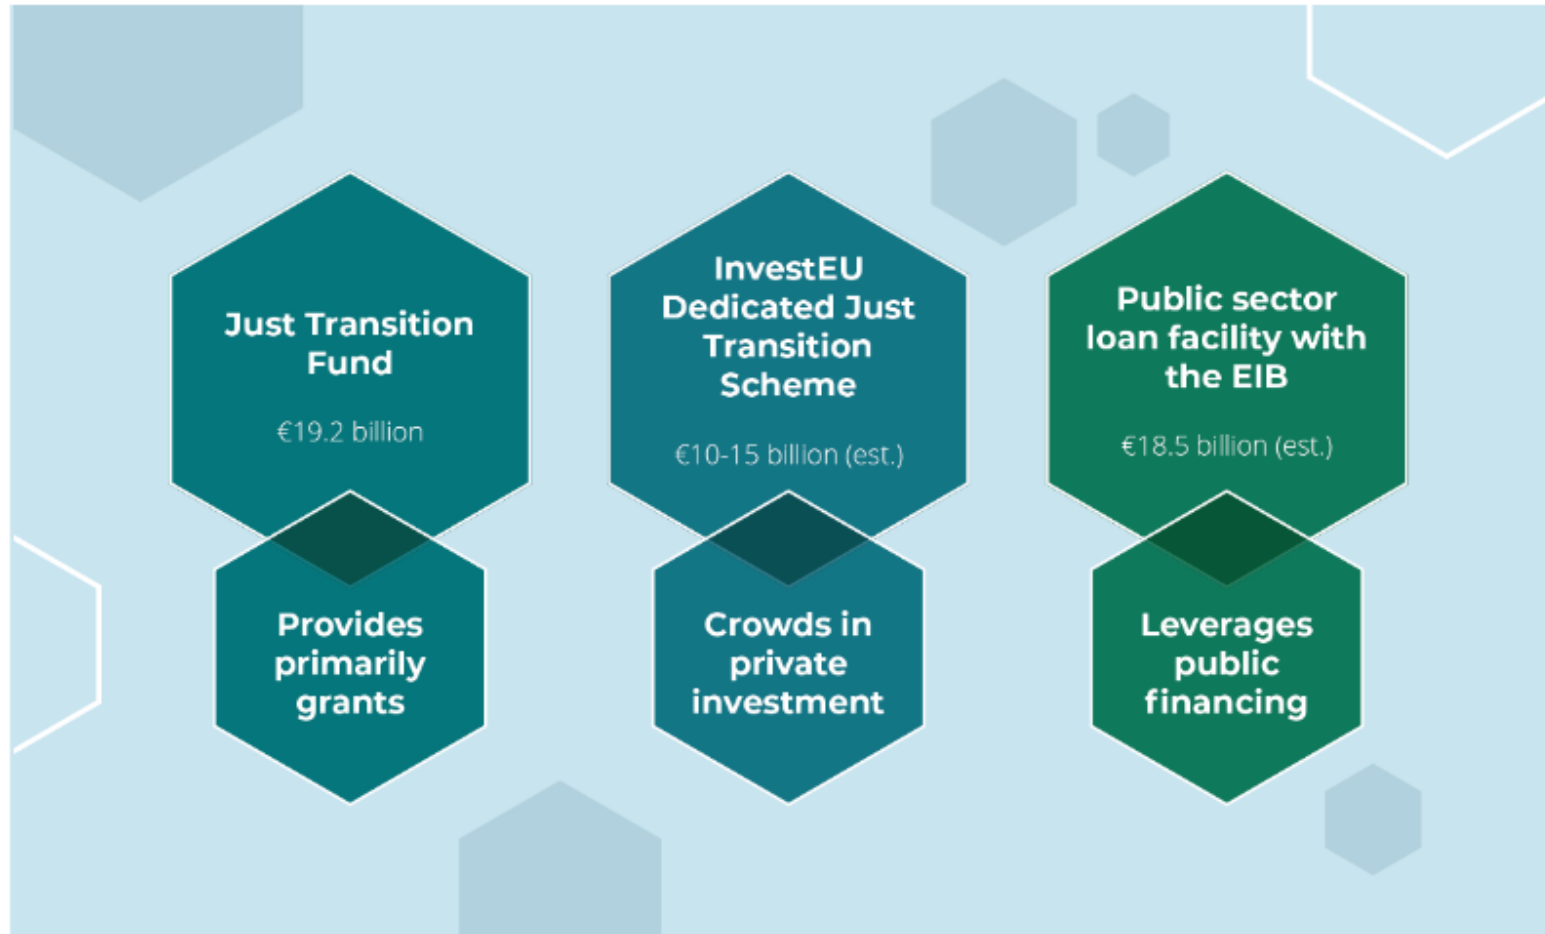 Just Transition
Fund
€19.2 billion
Provides
primarily
grants
InvestEU
Dedicated Just
Transition
Scheme
€10-15 billion (est.)
Crowds in
private
investment
Public sector
loan facility with
the EIB
€18.5 billion (est.)
Leverages
public
financing